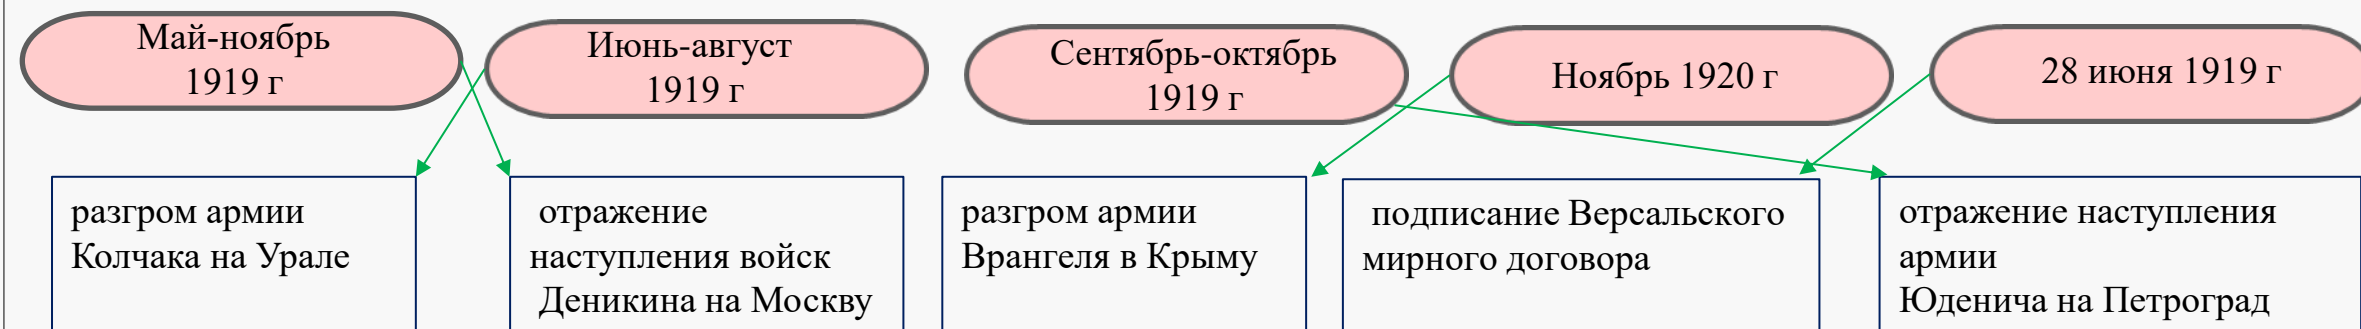 Май-ноябрь
1919 г
Июнь-август
1919 г
Сентябрь-октябрь
1919 г
Ноябрь 1920 г
28 июня 1919 г
разгром армии
Колчака на Урале
отражение
наступления войск
Деникина на Москву
разгром армии
Врангеля в Крыму
подписание Версальского
мирного договора
отражение наступления
армии
Юденича на Петроград